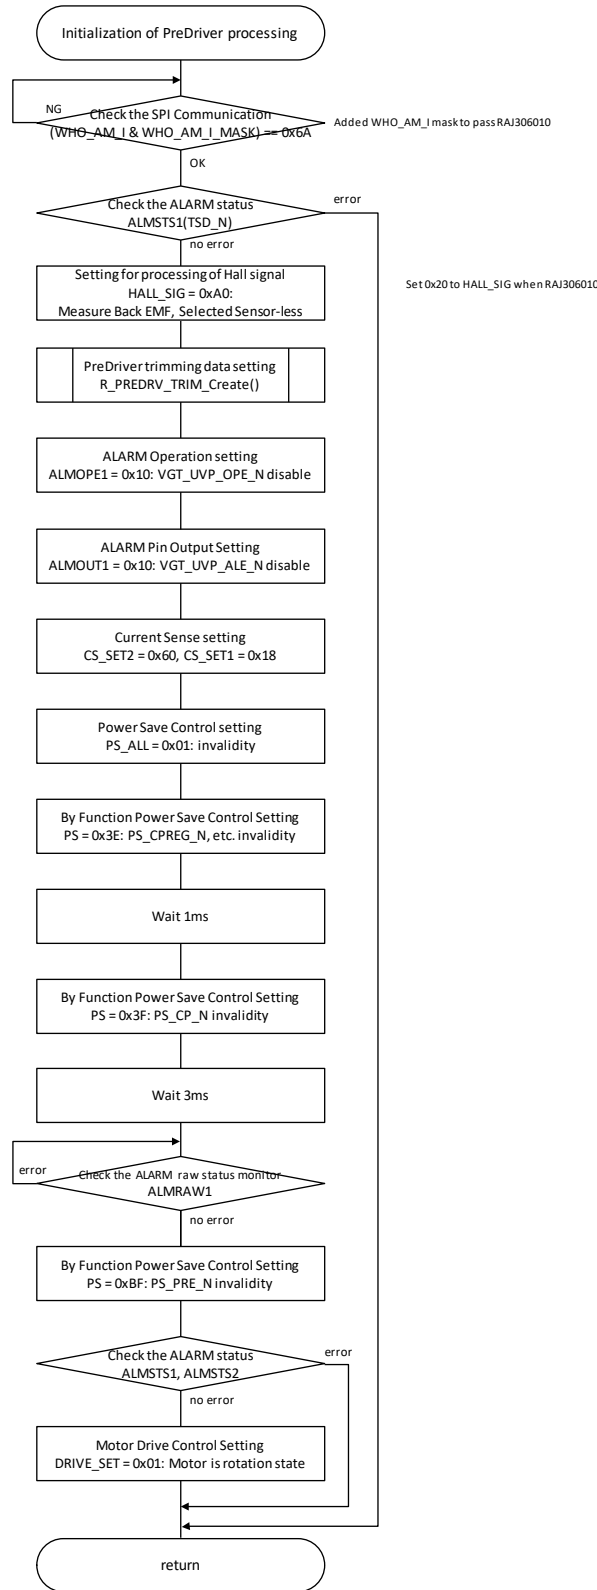 Initialization of PreDriver processing
NG
Check the SPI Communication
(WHO_AM_I & WHO_AM_I_MASK) == 0x6A
Added WHO_AM_I mask to pass RAJ306010
OK
Check the ALARM status
ALMSTS1(TSD_N)
error
no error
Setting for processing of Hall signal
HALL_SIG = 0xA0:
Measure Back EMF, Selected Sensor-less
Set 0x20 to HALL_SIG when RAJ306010
PreDriver trimming data setting
R_PREDRV_TRIM_Create()
ALARM Operation setting
ALMOPE1 = 0x10: VGT_UVP_OPE_N disable
ALARM Pin Output Setting
ALMOUT1 = 0x10: VGT_UVP_ALE_N disable
Current Sense setting
CS_SET2 = 0x60, CS_SET1 = 0x18
Power Save Control setting
PS_ALL = 0x01: invalidity
By Function Power Save Control Setting
PS = 0x3E: PS_CPREG_N, etc. invalidity
Wait 1ms
By Function Power Save Control Setting
PS = 0x3F: PS_CP_N invalidity
Wait 3ms
error
Check the ALARM raw status monitor
ALMRAW1
no error
By Function Power Save Control Setting
PS = 0xBF: PS_PRE_N invalidity
Check the ALARM status
ALMSTS1, ALMSTS2
error
no error
Motor Drive Control Setting
DRIVE_SET = 0x01: Motor is rotation state
return